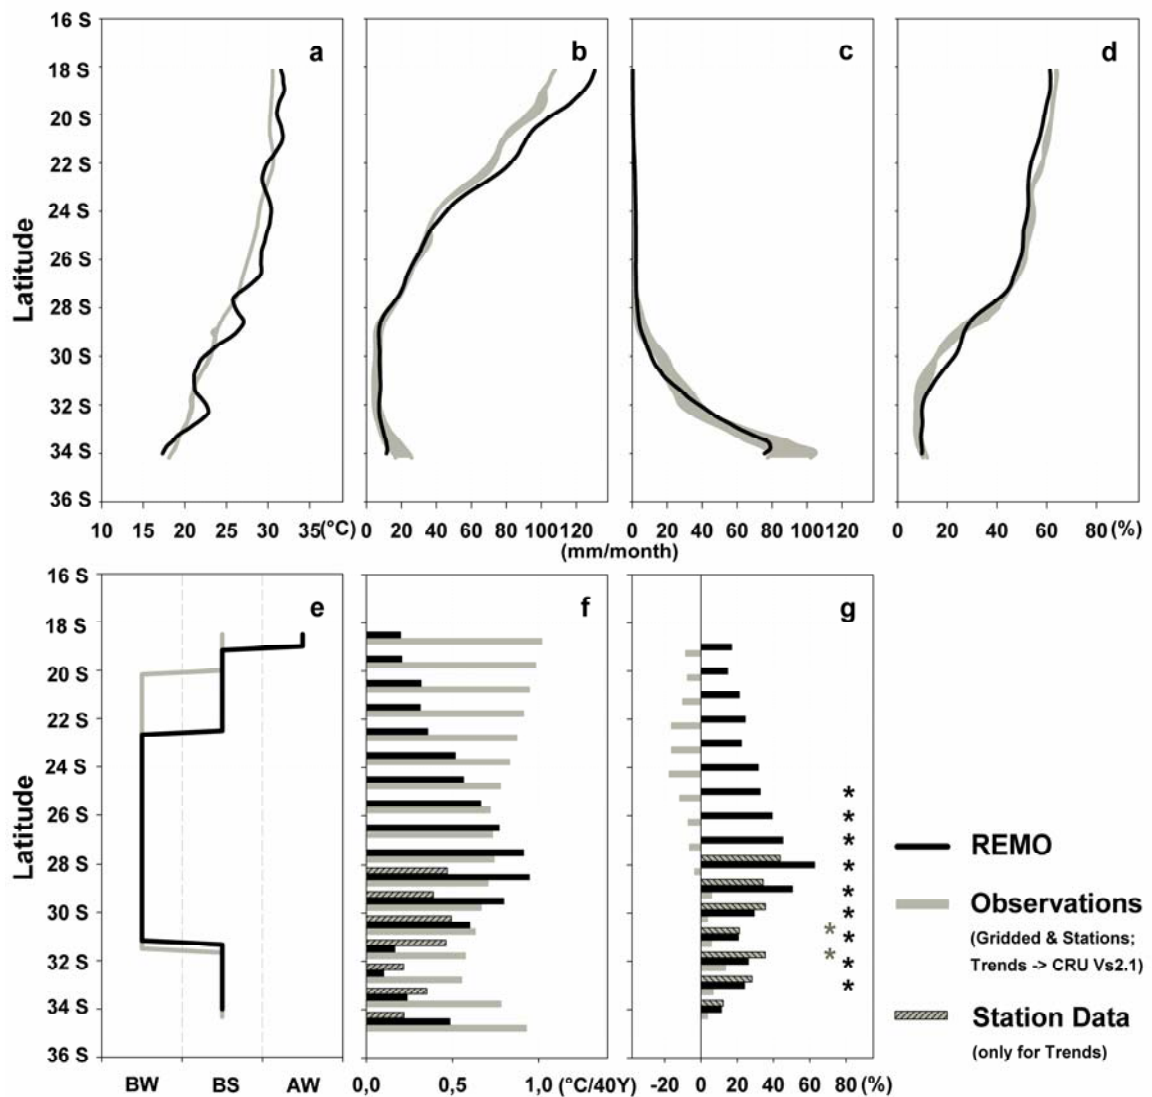 16 S
18 S
20 S
22 S
24 S
26 S
28 S
30 S
32 S
34 S
36 S
Latitude
a
b
c
d
10 15 20 25 30 35(°C)
0 20 40 60 80 100 120
0 20 40 60 80 100 120
(mm/month)
0 20 40 60 80 (%)
16 S
18 S
20 S
22 S
24 S
26 S
28 S
30 S
32 S
34 S
36 S
Latitude
e
f
g
*
*
*
*
*
*
* *
* *
*
BW BS AW
0,0 0,5 1,0 (°C/40Y)
-20 0 20 40 60 80 (%)
REMO
Observations
(Gridded & Stations;
Trends -> CRU Vs2.1)
Station Data
(only for Trends)